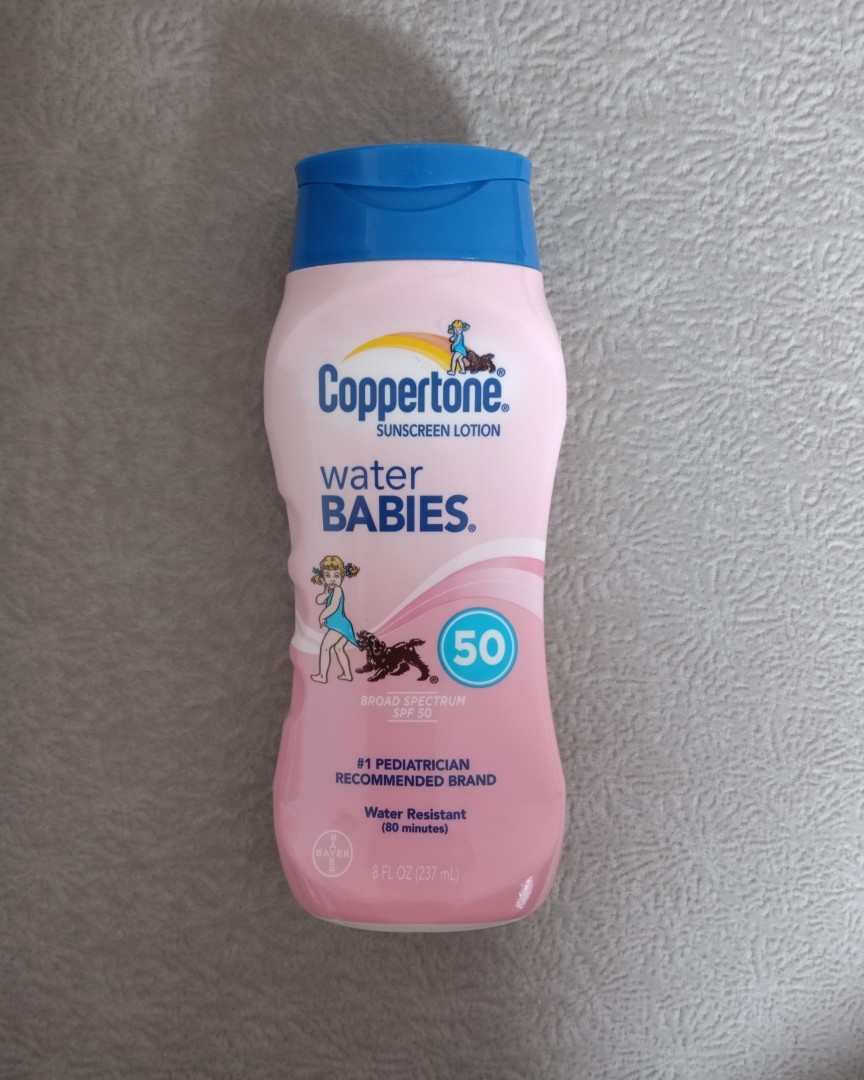 Coppertone®
SUNSCREEN LOTION
water
BABIES®
50
®
BROAD SPECTRUM
SPF 50
#1 PEDIATRICIAN
RECOMMENDED BRAND
Water Resistant
(80 minutes)
BAYER
BAYER
8 FL OZ (237 mL)